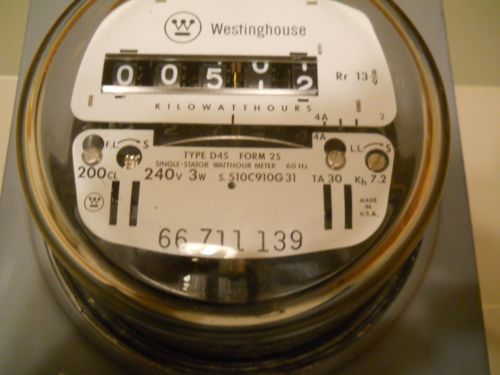 Westinghouse
0 0 5
Rr 13 8/9
KILOWATTHOURS
4A 2
4A
F.L. S L.L. S
TYPE D4S FORM 2S
SINGLE-STATOR WATTHOUR METER 60 Hz
200CL 240V 3W S. 510C910G31 TA 30 Kh 7.2
MADE
IN
U.S.A.
66 711 139